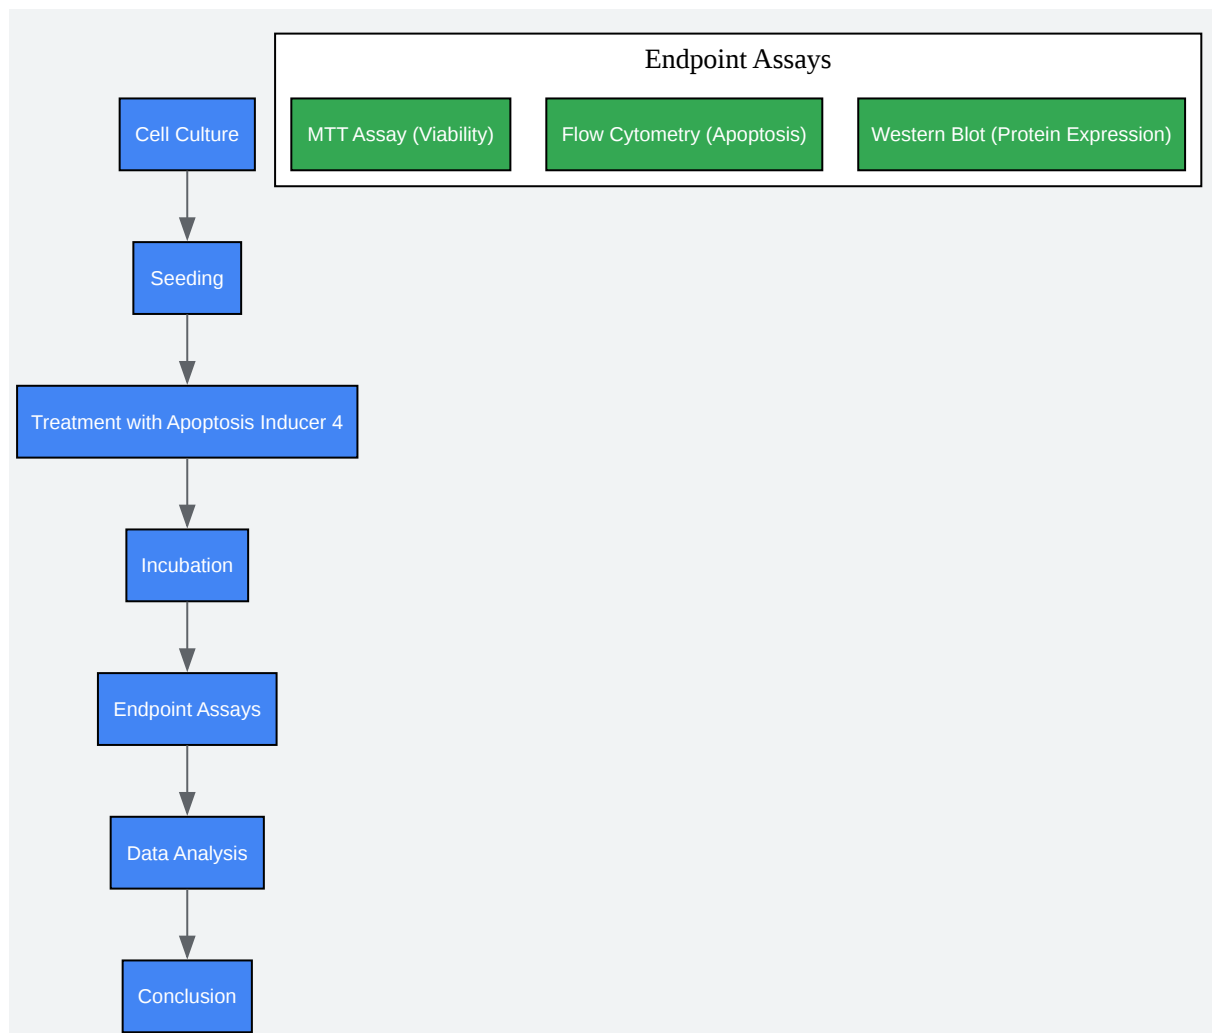 Endpoint Assays
Cell Culture
MTT Assay (Viability)
Flow Cytometry (Apoptosis)
Western Blot (Protein Expression)
Seeding
Treatment with Apoptosis Inducer 4
Incubation
Endpoint Assays
Data Analysis
Conclusion